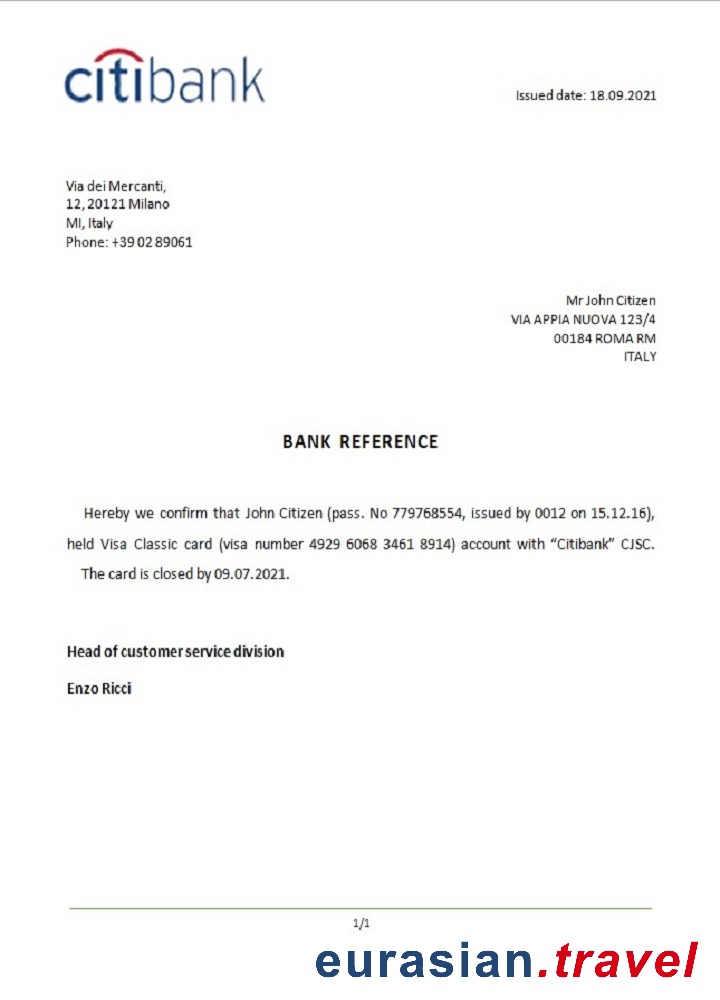 citibank
Issued date: 18.09.2021
Via dei Mercanti,
12, 20121 Milano
MI, Italy
Phone: +39 02 89061
Mr John Citizen
VIA APPIA NUOVA 123/4
00184 ROMA RM
ITALY
BANK REFERENCE
Hereby we confirm that John Citizen (pass. No 779768554, issued by 0012 on 15.12.16),
held Visa Classic card (visa number 4929 6068 3461 8914) account with “Citibank” CJSC.
The card is closed by 09.07.2021.
Head of customer service division
Enzo Ricci
1/1
eurasian.travel